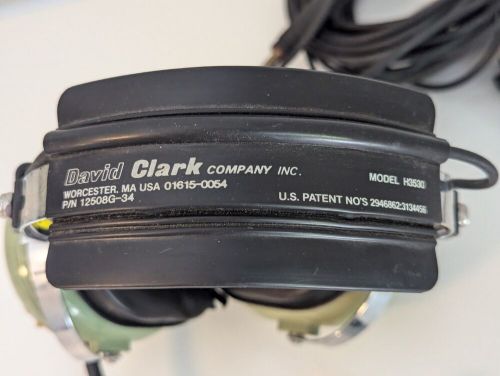 David Clark COMPANY INC.
WORCESTER, MA USA 01615-0054
P/N 12508G-34
MODEL H3530
U.S. PATENT NO'S 2946862;3134456